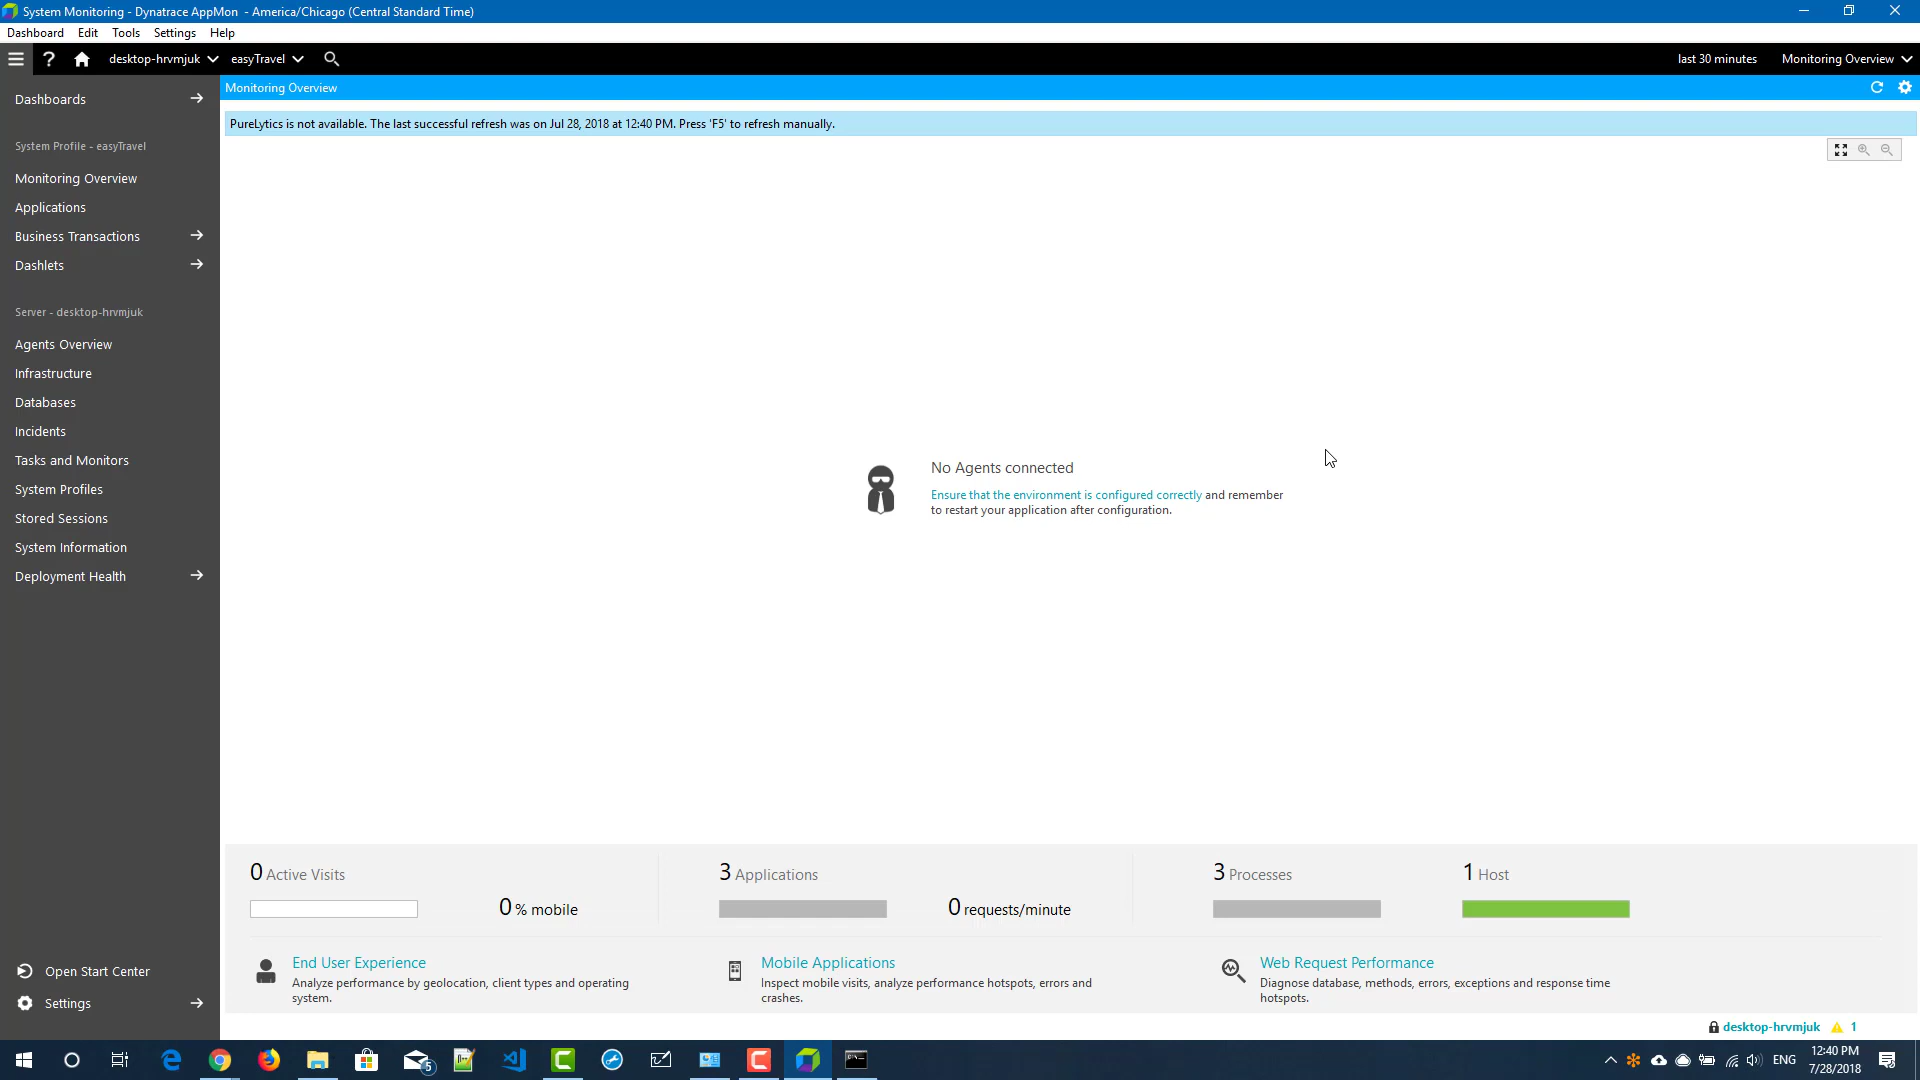 System Monitoring - Dynatrace AppMon - America/Chicago (Central Standard Time)
Dashboard Edit Tools Settings Help
? desktop-hrvmjuk easyTravel last 30 minutes Monitoring Overview
Monitoring Overview
PureLytics is not available. The last successful refresh was on Jul 28, 2018 at 12:40 PM. Press 'F5' to refresh manually.
Dashboards
System Profile - easyTravel
Monitoring Overview
Applications
Business Transactions
Dashlets
Server - desktop-hrvmjuk
Agents Overview
Infrastructure
Databases
Incidents
Tasks and Monitors
System Profiles
Stored Sessions
System Information
Deployment Health
Open Start Center
Settings
No Agents connected
Ensure that the environment is configured correctly and remember
to restart your application after configuration.
0 Active Visits
0 % mobile
3 Applications
0 requests/minute
3 Processes
1 Host
End User Experience
Analyze performance by geolocation, client types and operating
system.
Mobile Applications
Inspect mobile visits, analyze performance hotspots, errors and
crashes.
Web Request Performance
Diagnose database, methods, errors, exceptions and response time
hotspots.
desktop-hrvmjuk 1
5
ENG
12:40 PM
7/28/2018